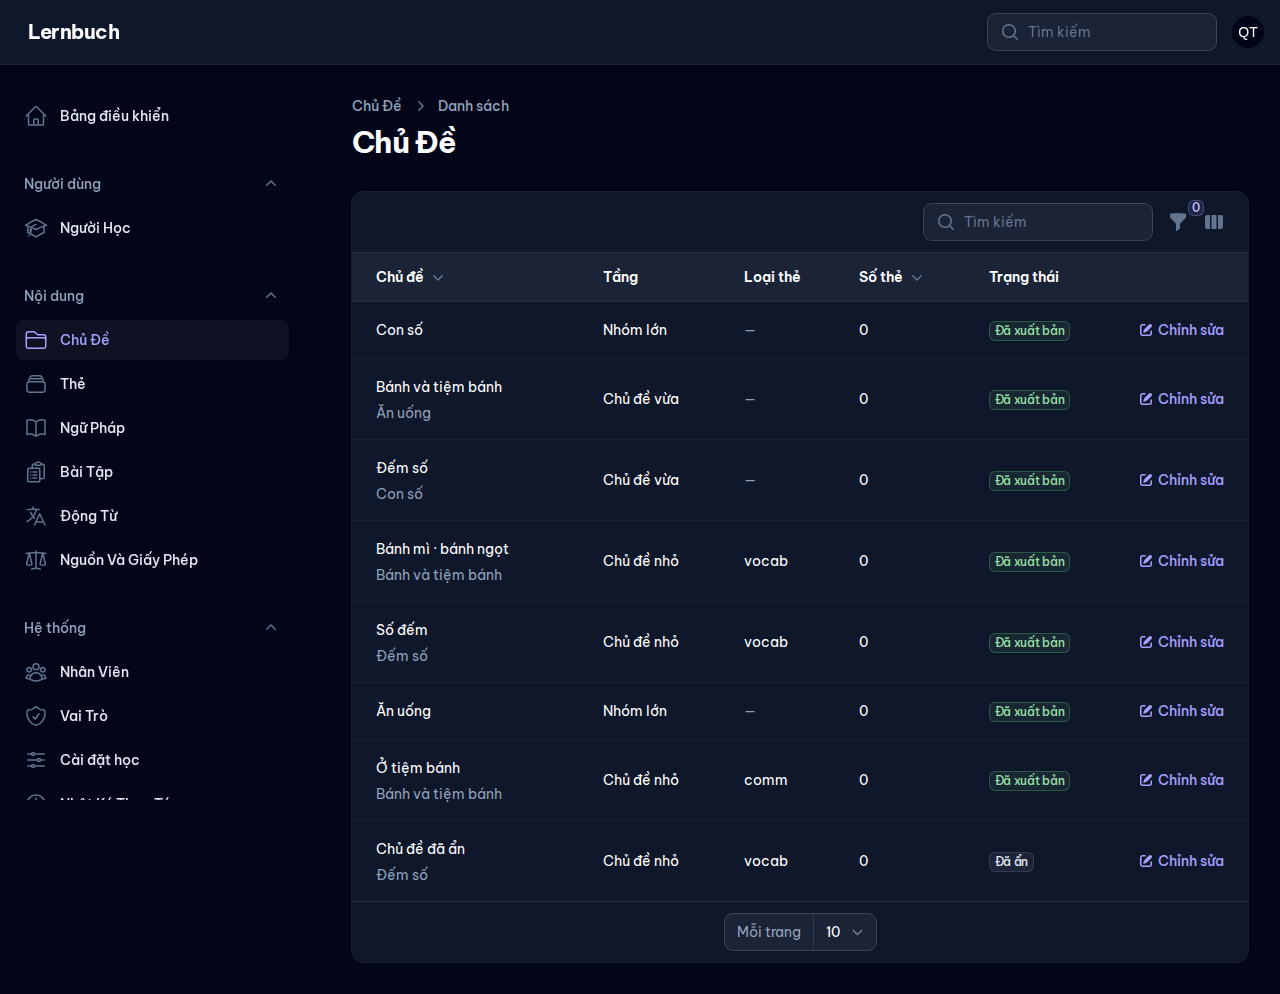 Lernbuch
Tìm kiếm
QT
Bảng điều khiển
Người dùng
Người Học
Nội dung
Chủ Đề
Thẻ
Ngữ Pháp
Bài Tập
Động Từ
Nguồn Và Giấy Phép
Hệ thống
Nhân Viên
Vai Trò
Cài đặt học
Chủ Đề > Danh sách
Chủ Đề
Tìm kiếm
0
Chủ đề Tầng Loại thẻ Số thẻ Trạng thái
Con số Nhóm lớn — 0 Đã xuất bản Chỉnh sửa
Bánh và tiệm bánh
Ăn uống
Chủ đề vừa — 0 Đã xuất bản Chỉnh sửa
Đếm số
Con số
Chủ đề vừa — 0 Đã xuất bản Chỉnh sửa
Bánh mì · bánh ngọt
Bánh và tiệm bánh
Chủ đề nhỏ vocab 0 Đã xuất bản Chỉnh sửa
Số đếm
Đếm số
Chủ đề nhỏ vocab 0 Đã xuất bản Chỉnh sửa
Ăn uống Nhóm lớn — 0 Đã xuất bản Chỉnh sửa
Ở tiệm bánh
Bánh và tiệm bánh
Chủ đề nhỏ comm 0 Đã xuất bản Chỉnh sửa
Chủ đề đã ẩn
Đếm số
Chủ đề nhỏ vocab 0 Đã ẩn Chỉnh sửa
Mỗi trang 10